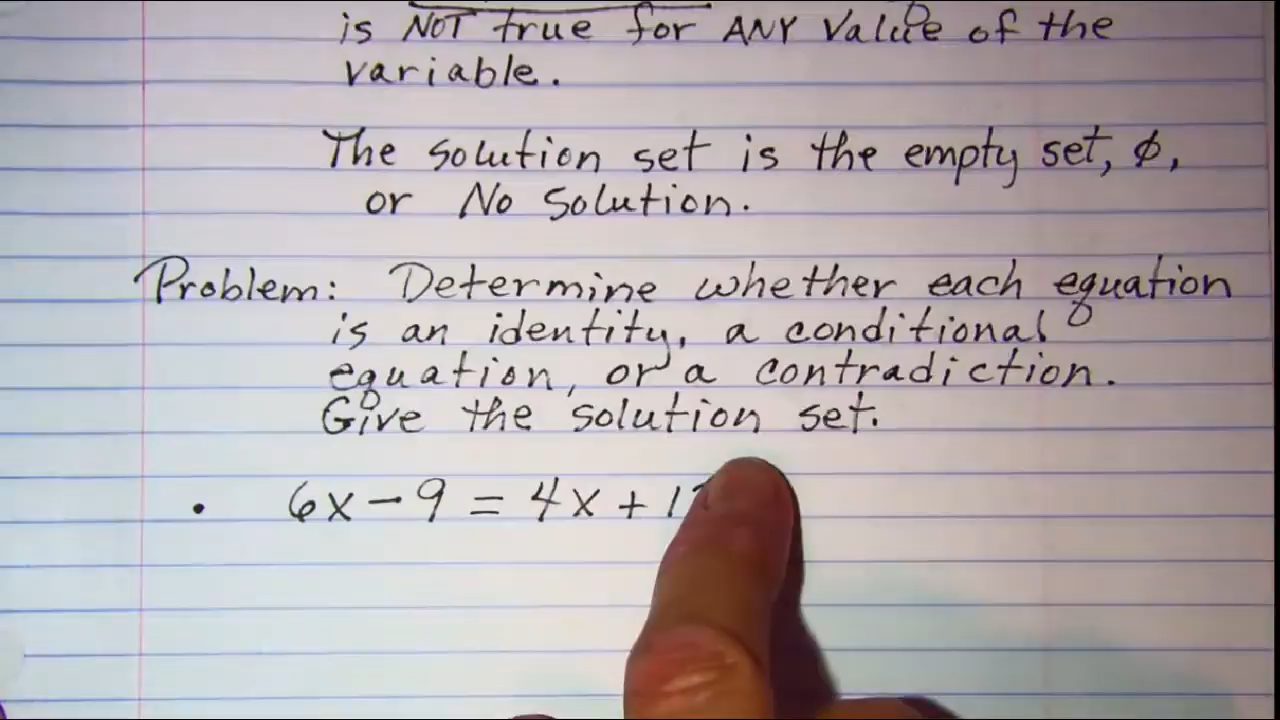 is NOT true for ANY Value of the
variable.
The solution set is the empty set, ϕ,
or No Solution.
Problem: Determine whether each equation
is an identity, a conditional
equation, or a contradiction.
Give the solution set.
• 6x - 9 = 4x +